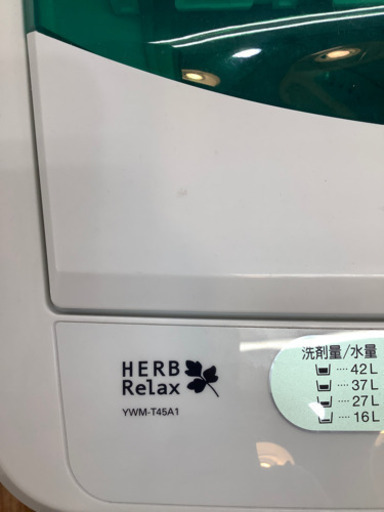 HERB
Relax
YWM-T45A1
洗剤量/水量
···· 42L
··· 37L
·· 27L
···· 16L